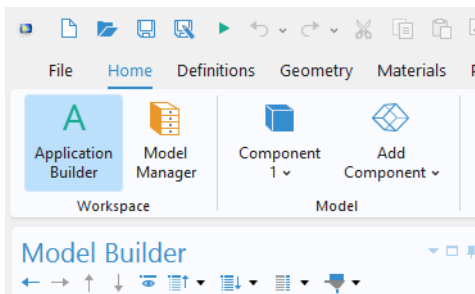 File Home Definitions Geometry Materials
A
Application Builder Model Manager Component 1 Add Component
Workspace Model
Model Builder